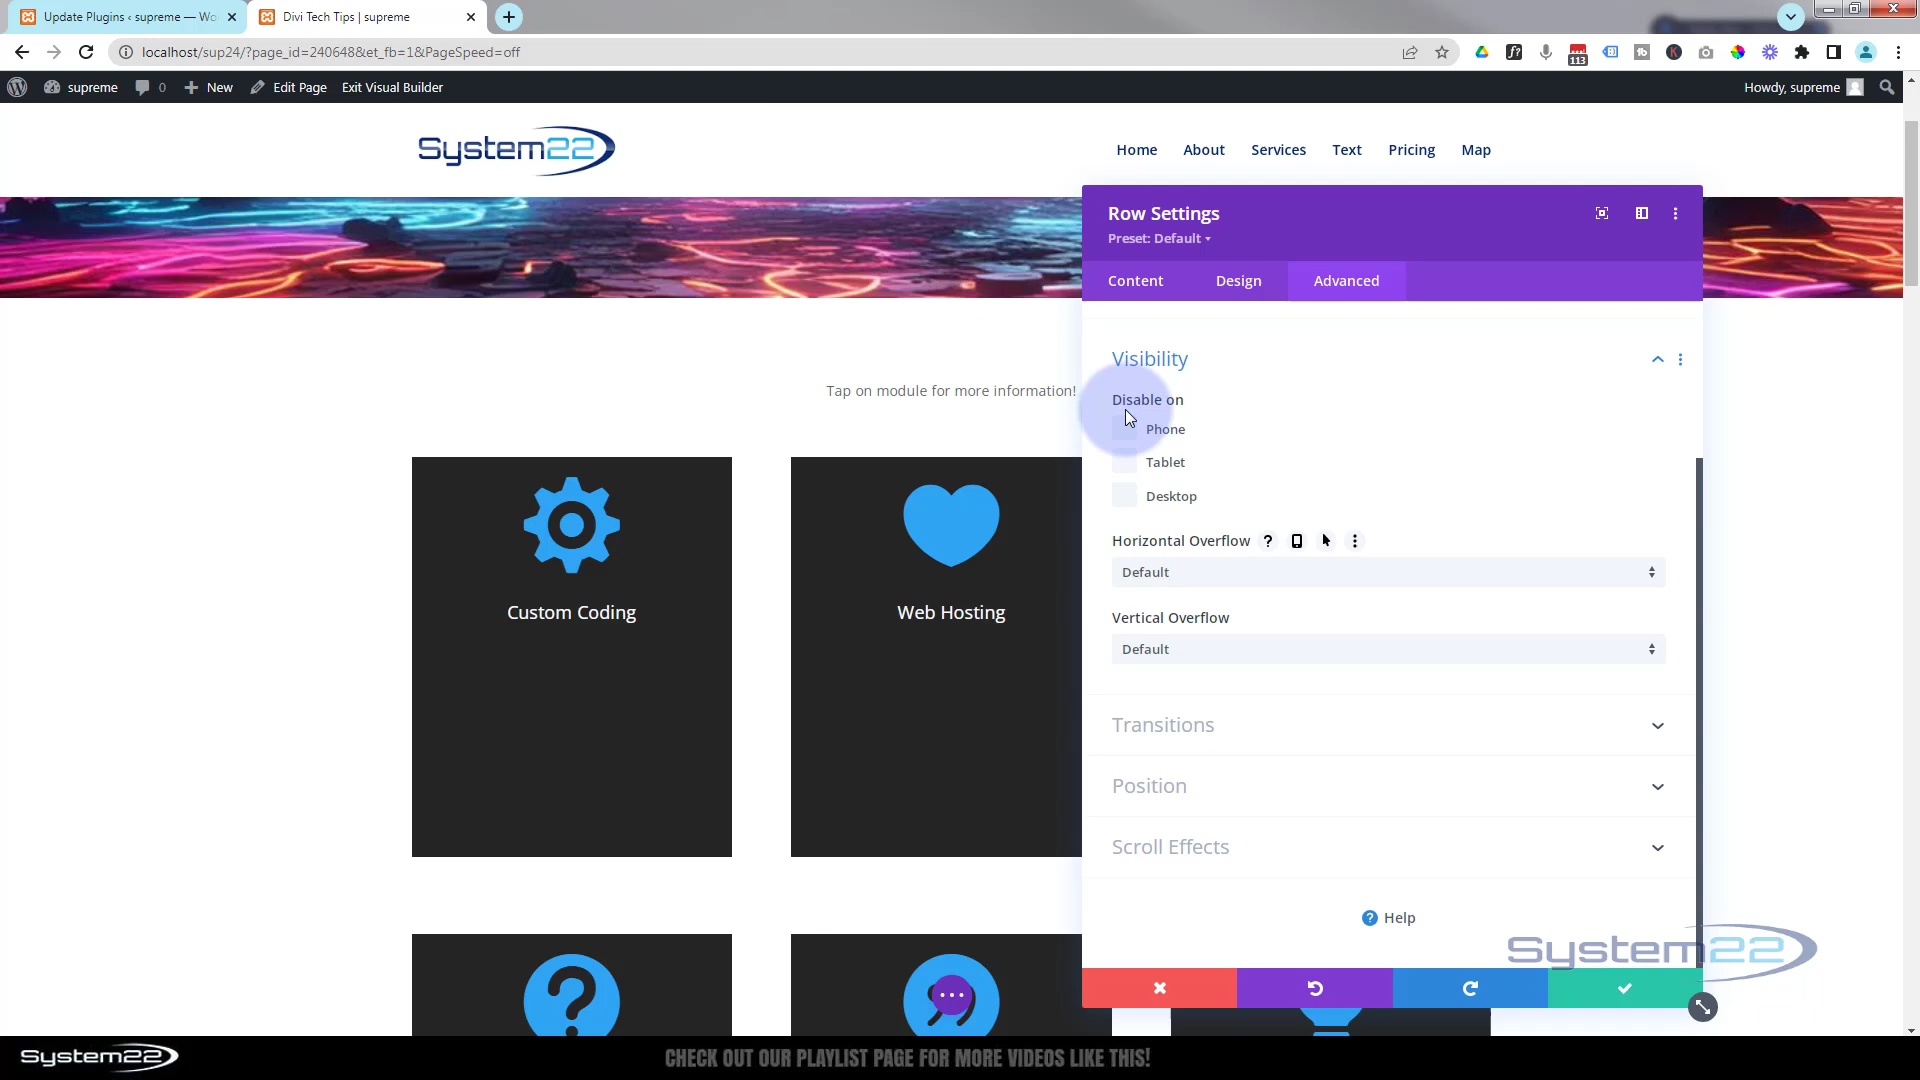 Update Plugins ‹ supreme — Wo
Divi Tech Tips | supreme
localhost/sup24/?page_id=240648&et_fb=1&PageSpeed=off
113
supreme
0
New
Edit Page
Exit Visual Builder
Howdy, supreme
System22
Home
About
Services
Text
Pricing
Map
Row Settings
Preset: Default
Content
Design
Advanced
Tap on module for more information!
Visibility
Disable on
Phone
Tablet
Desktop
Horizontal Overflow
Default
Vertical Overflow
Default
Transitions
Position
Scroll Effects
Help
Custom Coding
Web Hosting
System22
System22
CHECK OUT OUR PLAYLIST PAGE FOR MORE VIDEOS LIKE THIS!